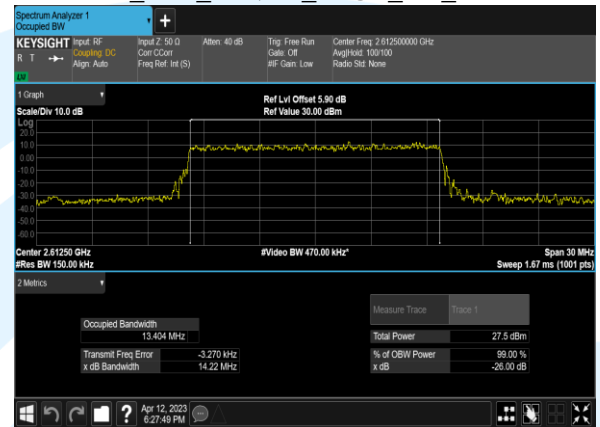 Spectrum Analyzer 1
Occupied BW
KEYSIGHT Input: RF Input Z: 50 Ω Atten: 40 dB Trig: Free Run Center Freq: 2.612500000 GHz
R T Coupling: DC Corr CCorr Gate: Off Avg|Hold: 100/100
Align: Auto Freq Ref: Int (S) #IF Gain: Low Radio Std: None
1 Graph
Ref Lvl Offset 5.90 dB
Scale/Div 10.0 dB Ref Value 30.00 dBm
Log
20.0
10.0
0.00
-10.0
-20.0
-30.0
-40.0
-50.0
-60.0
Center 2.61250 GHz #Video BW 470.00 kHz* Span 30 MHz
#Res BW 150.00 kHz Sweep 1.67 ms (1001 pts)
2 Metrics
Measure Trace Trace 1
Occupied Bandwidth
13.404 MHz Total Power 27.5 dBm
Transmit Freq Error -3.270 kHz % of OBW Power 99.00 %
x dB Bandwidth 14.22 MHz x dB -26.00 dB
Apr 12, 2023
6:27:49 PM